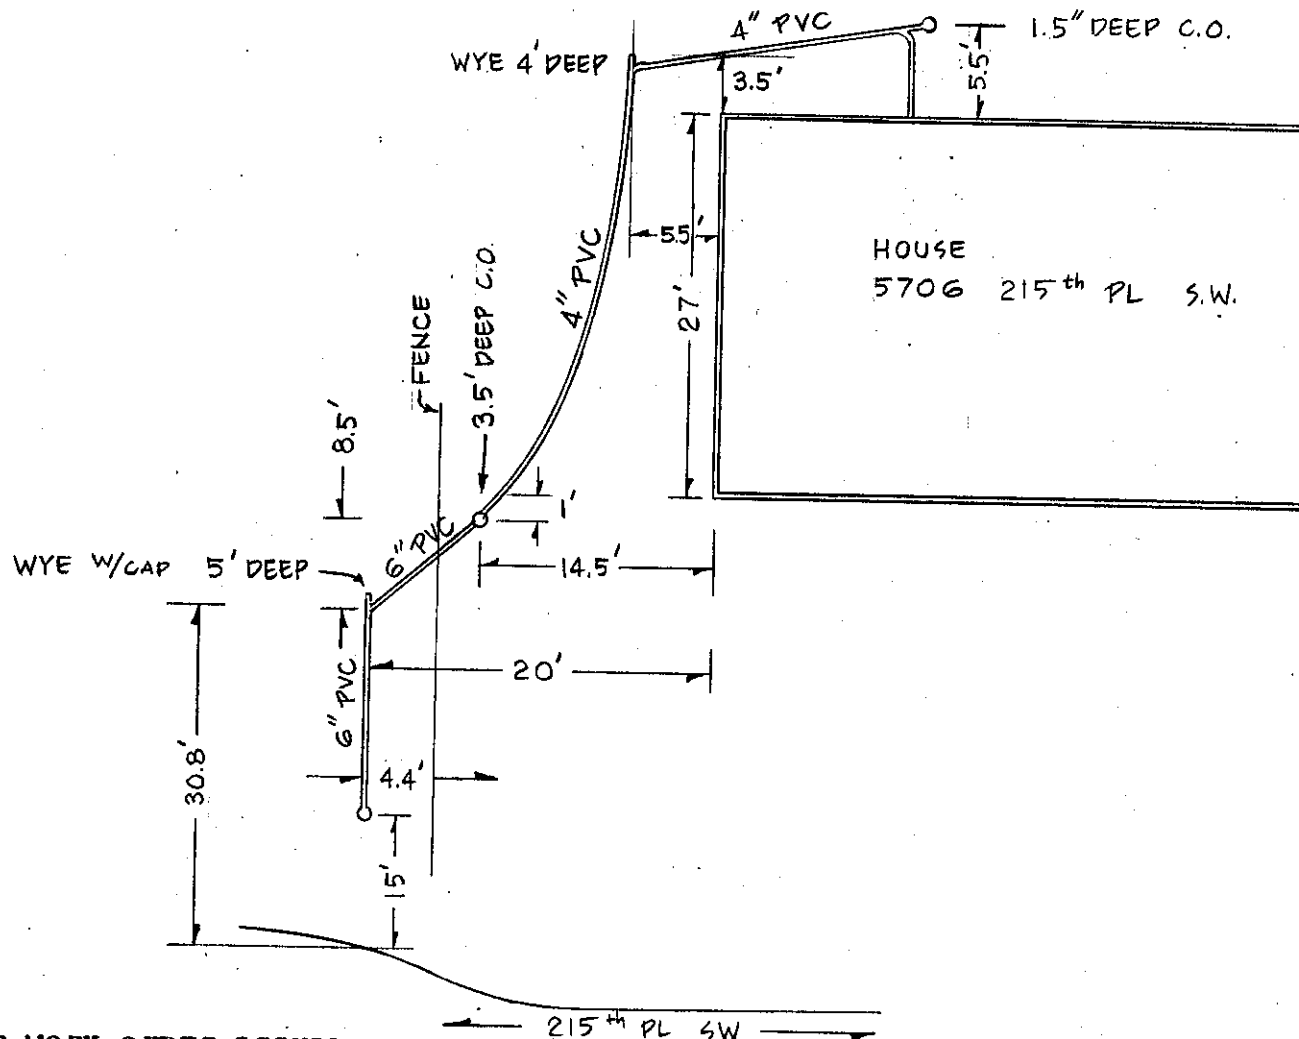 4" PVC
1.5" DEEP C.O.
WYE 4' DEEP
3.5'
5.5'
5.5'
4" PVC
HOUSE
5706 215th PL S.W.
27'
FENCE
3.5' DEEP C.O.
8.5'
1'
6" PVC
14.5'
WYE W/CAP 5' DEEP
20'
6" PVC
30.8'
4.4'
15'
215th PL SW